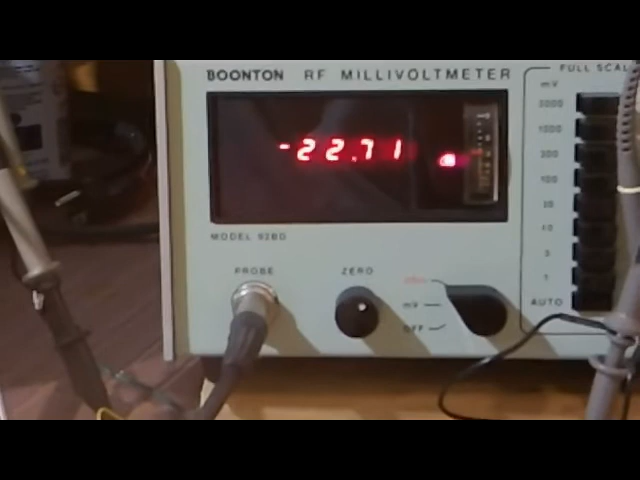 BOONTON RF MILLIVOLTMETER
FULL SCAL
mV
3000
1000
300
100
30
10
3
1
AUTO
-22.71
MODEL 92BD
PROBE
ZERO
mV
OFF